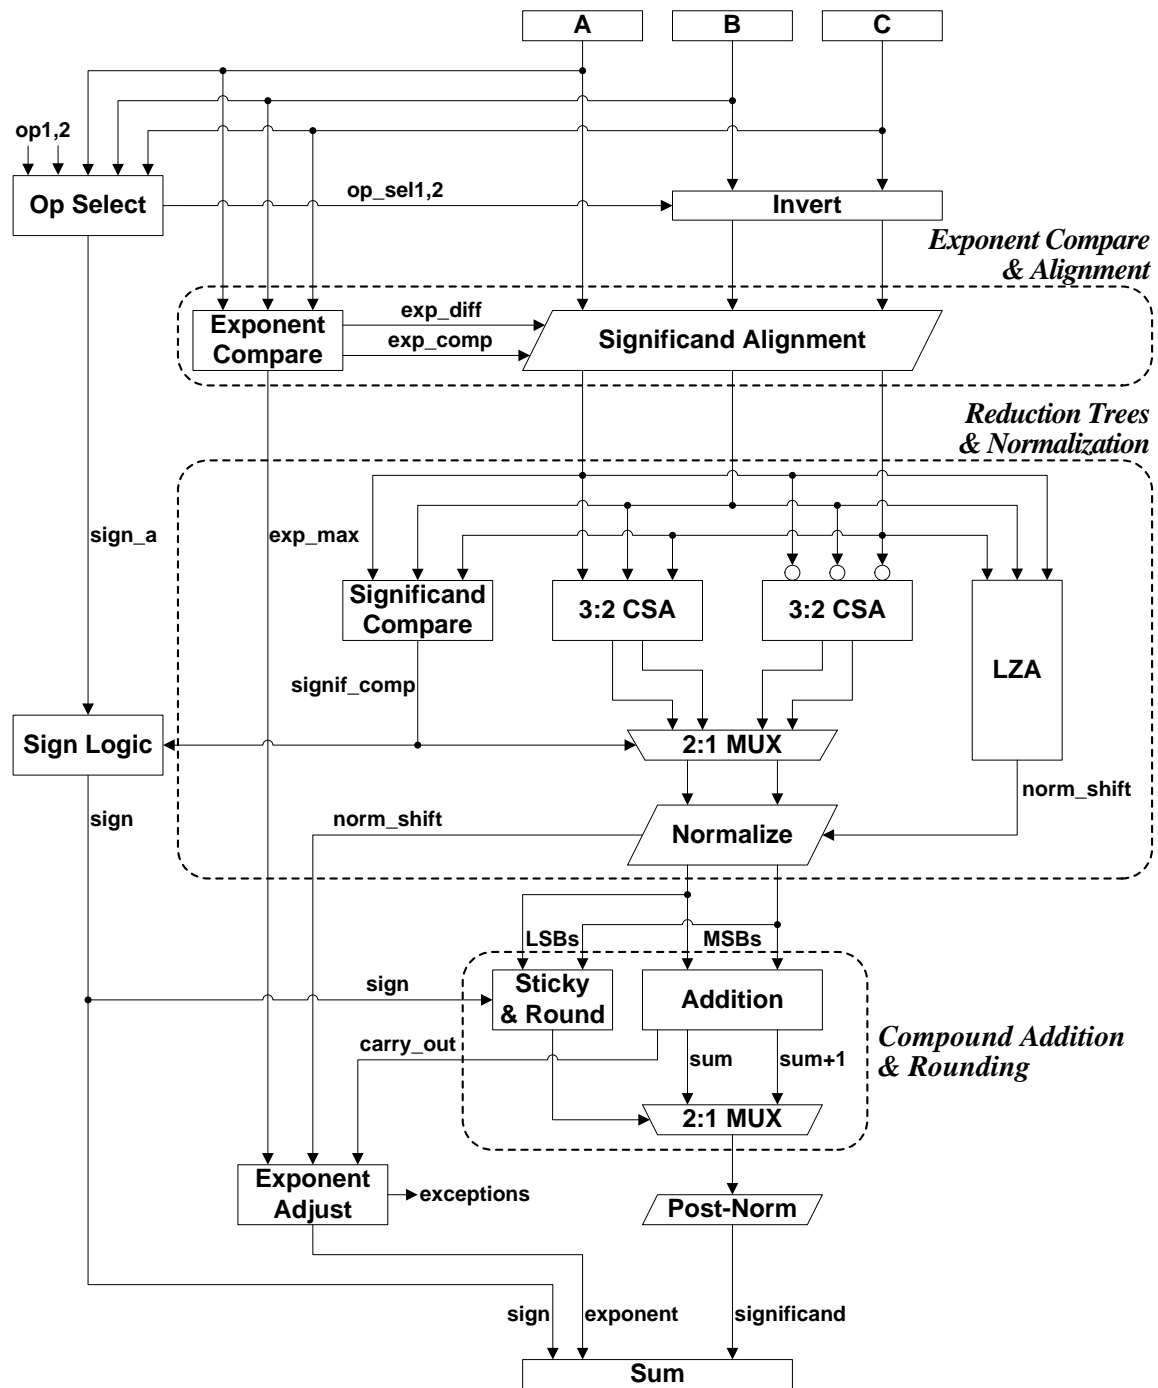 A
B
C
op1,2
Op Select
op_sel1,2
Invert
Exponent Compare
& Alignment
Exponent
Compare
exp_diff
exp_comp
Significand Alignment
Reduction Trees
& Normalization
sign_a
exp_max
Significand
Compare
3:2 CSA
3:2 CSA
LZA
signif_comp
Sign Logic
2:1 MUX
norm_shift
sign
norm_shift
Normalize
LSBs
MSBs
sign
Sticky
& Round
Addition
Compound Addition
& Rounding
carry_out
sum
sum+1
2:1 MUX
Exponent
Adjust
exceptions
Post-Norm
sign
exponent
significand
Sum